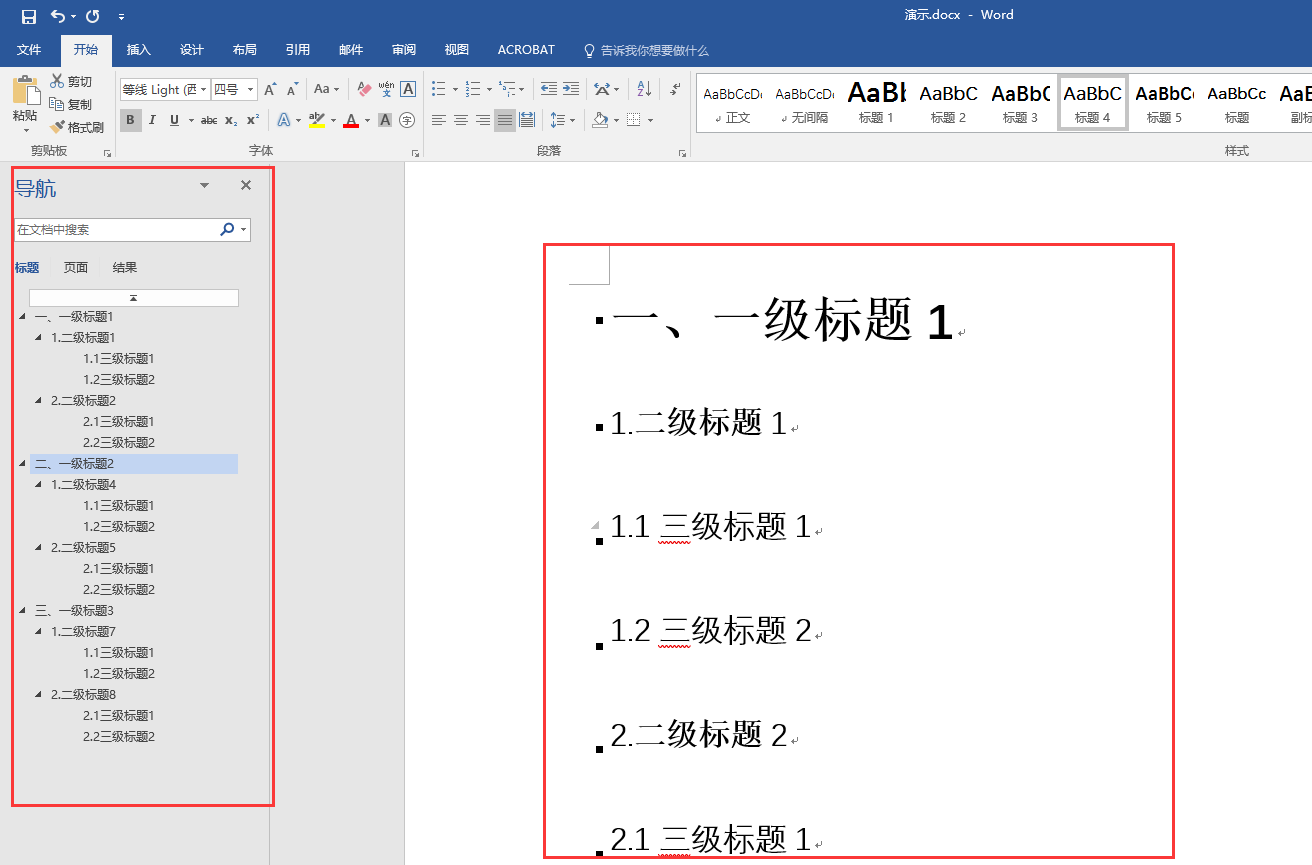 演示.docx - Word
文件 开始 插入 设计 布局 引用 邮件 审阅 视图 ACROBAT 告诉我你想要做什么
粘贴
剪切
复制
格式刷
剪贴板
等线 Light (西 四号 Aa wén 文 A
B I U abc x₂ x² A aby A A 字
字体
段落
AaBbCcDı AaBbCcDı AaBb AaBbC AaBbC AaBbC AaBbC AaBbCc AaB
正文 无间隔 标题 1 标题 2 标题 3 标题 4 标题 5 标题 副标
样式
导航
在文档中搜索
标题 页面 结果
一、一级标题1
1.二级标题1
1.1三级标题1
1.2三级标题2
2.二级标题2
2.1三级标题1
2.2三级标题2
二、一级标题2
1.二级标题4
1.1三级标题1
1.2三级标题2
2.二级标题5
2.1三级标题1
2.2三级标题2
三、一级标题3
1.二级标题7
1.1三级标题1
1.2三级标题2
2.二级标题8
2.1三级标题1
2.2三级标题2
一、一级标题 1
1.二级标题 1
1.1 三级标题 1
1.2 三级标题 2
2.二级标题 2
2.1 三级标题 1